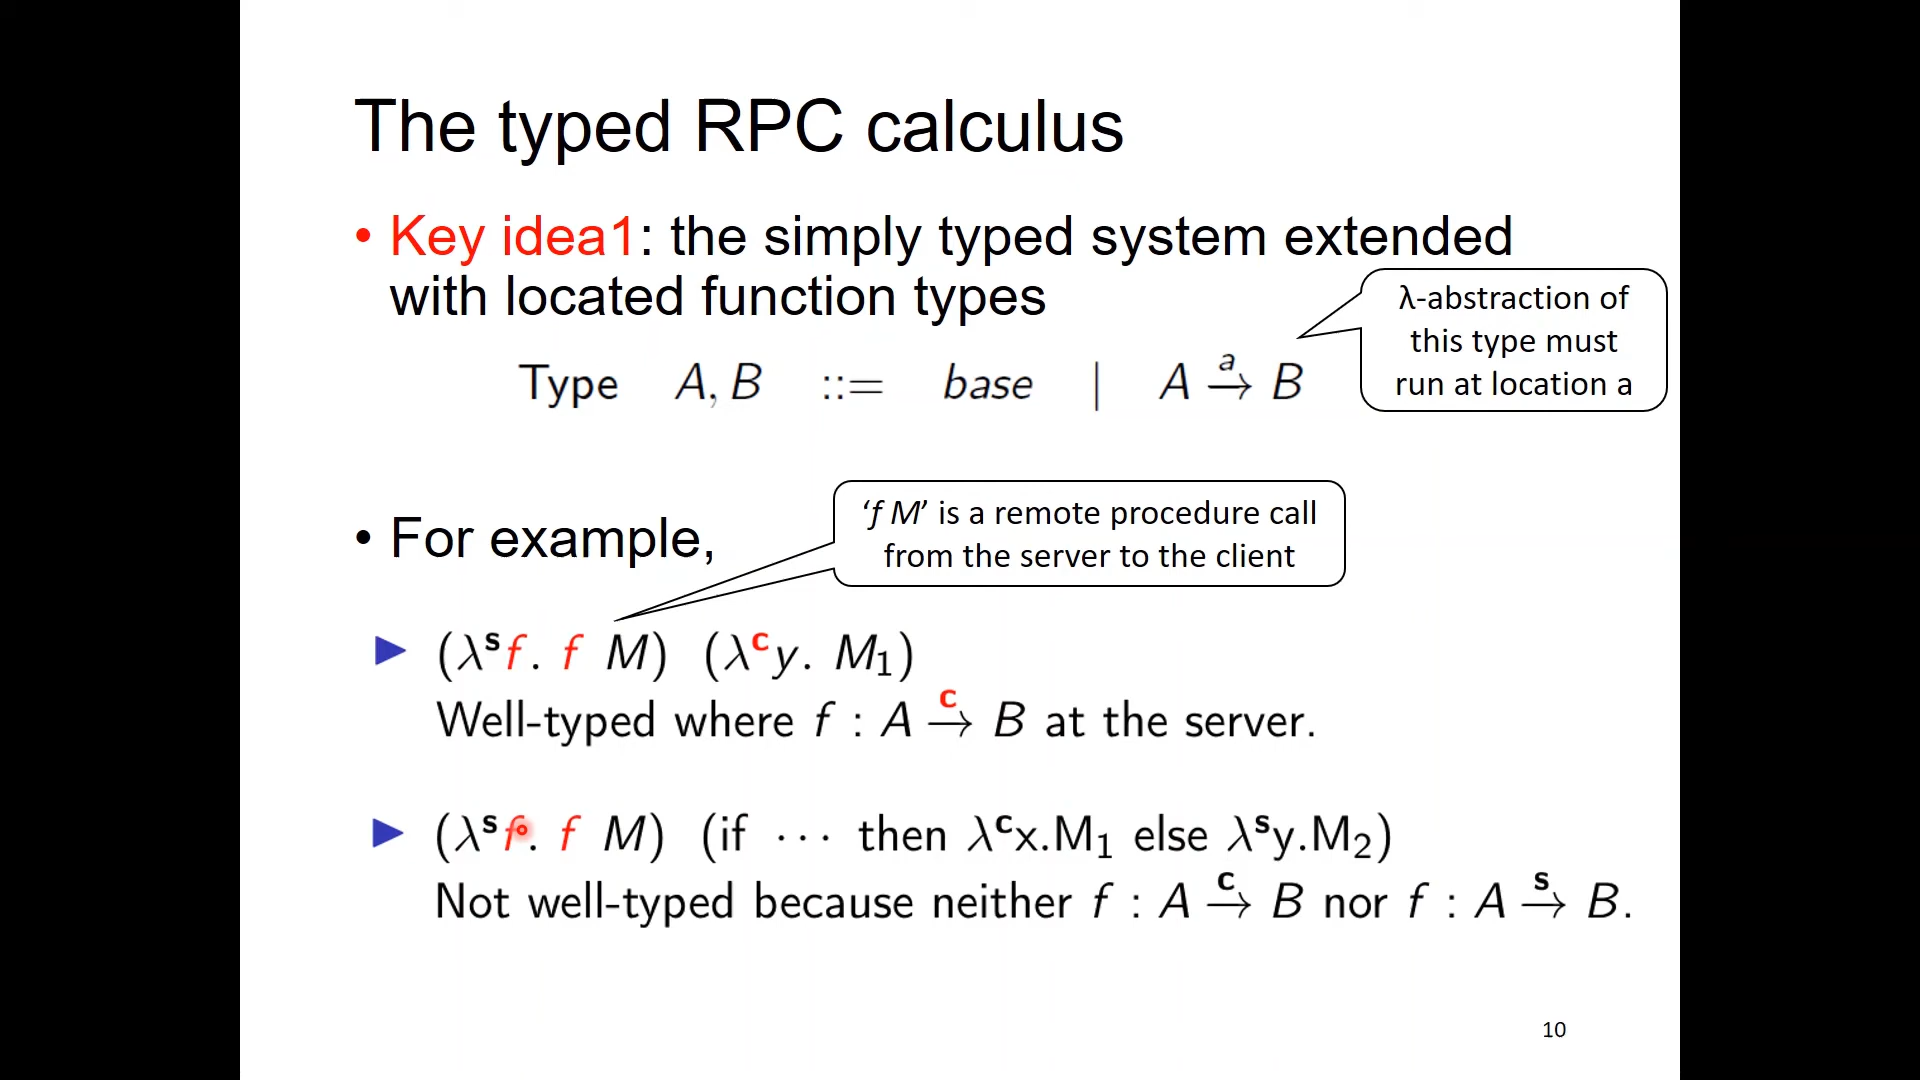 The typed RPC calculus
• Key idea1: the simply typed system extended
with located function types
λ-abstraction of
this type must
run at location a
Type A, B ::= base | A →ᵃ B
• For example,
‘f M’ is a remote procedure call
from the server to the client
▶ (λˢf. f M) (λᶜy. M₁)
Well-typed where f : A →ᶜ B at the server.
▶ (λˢf. f M) (if ··· then λᶜx.M₁ else λˢy.M₂)
Not well-typed because neither f : A →ᶜ B nor f : A →ˢ B.
10